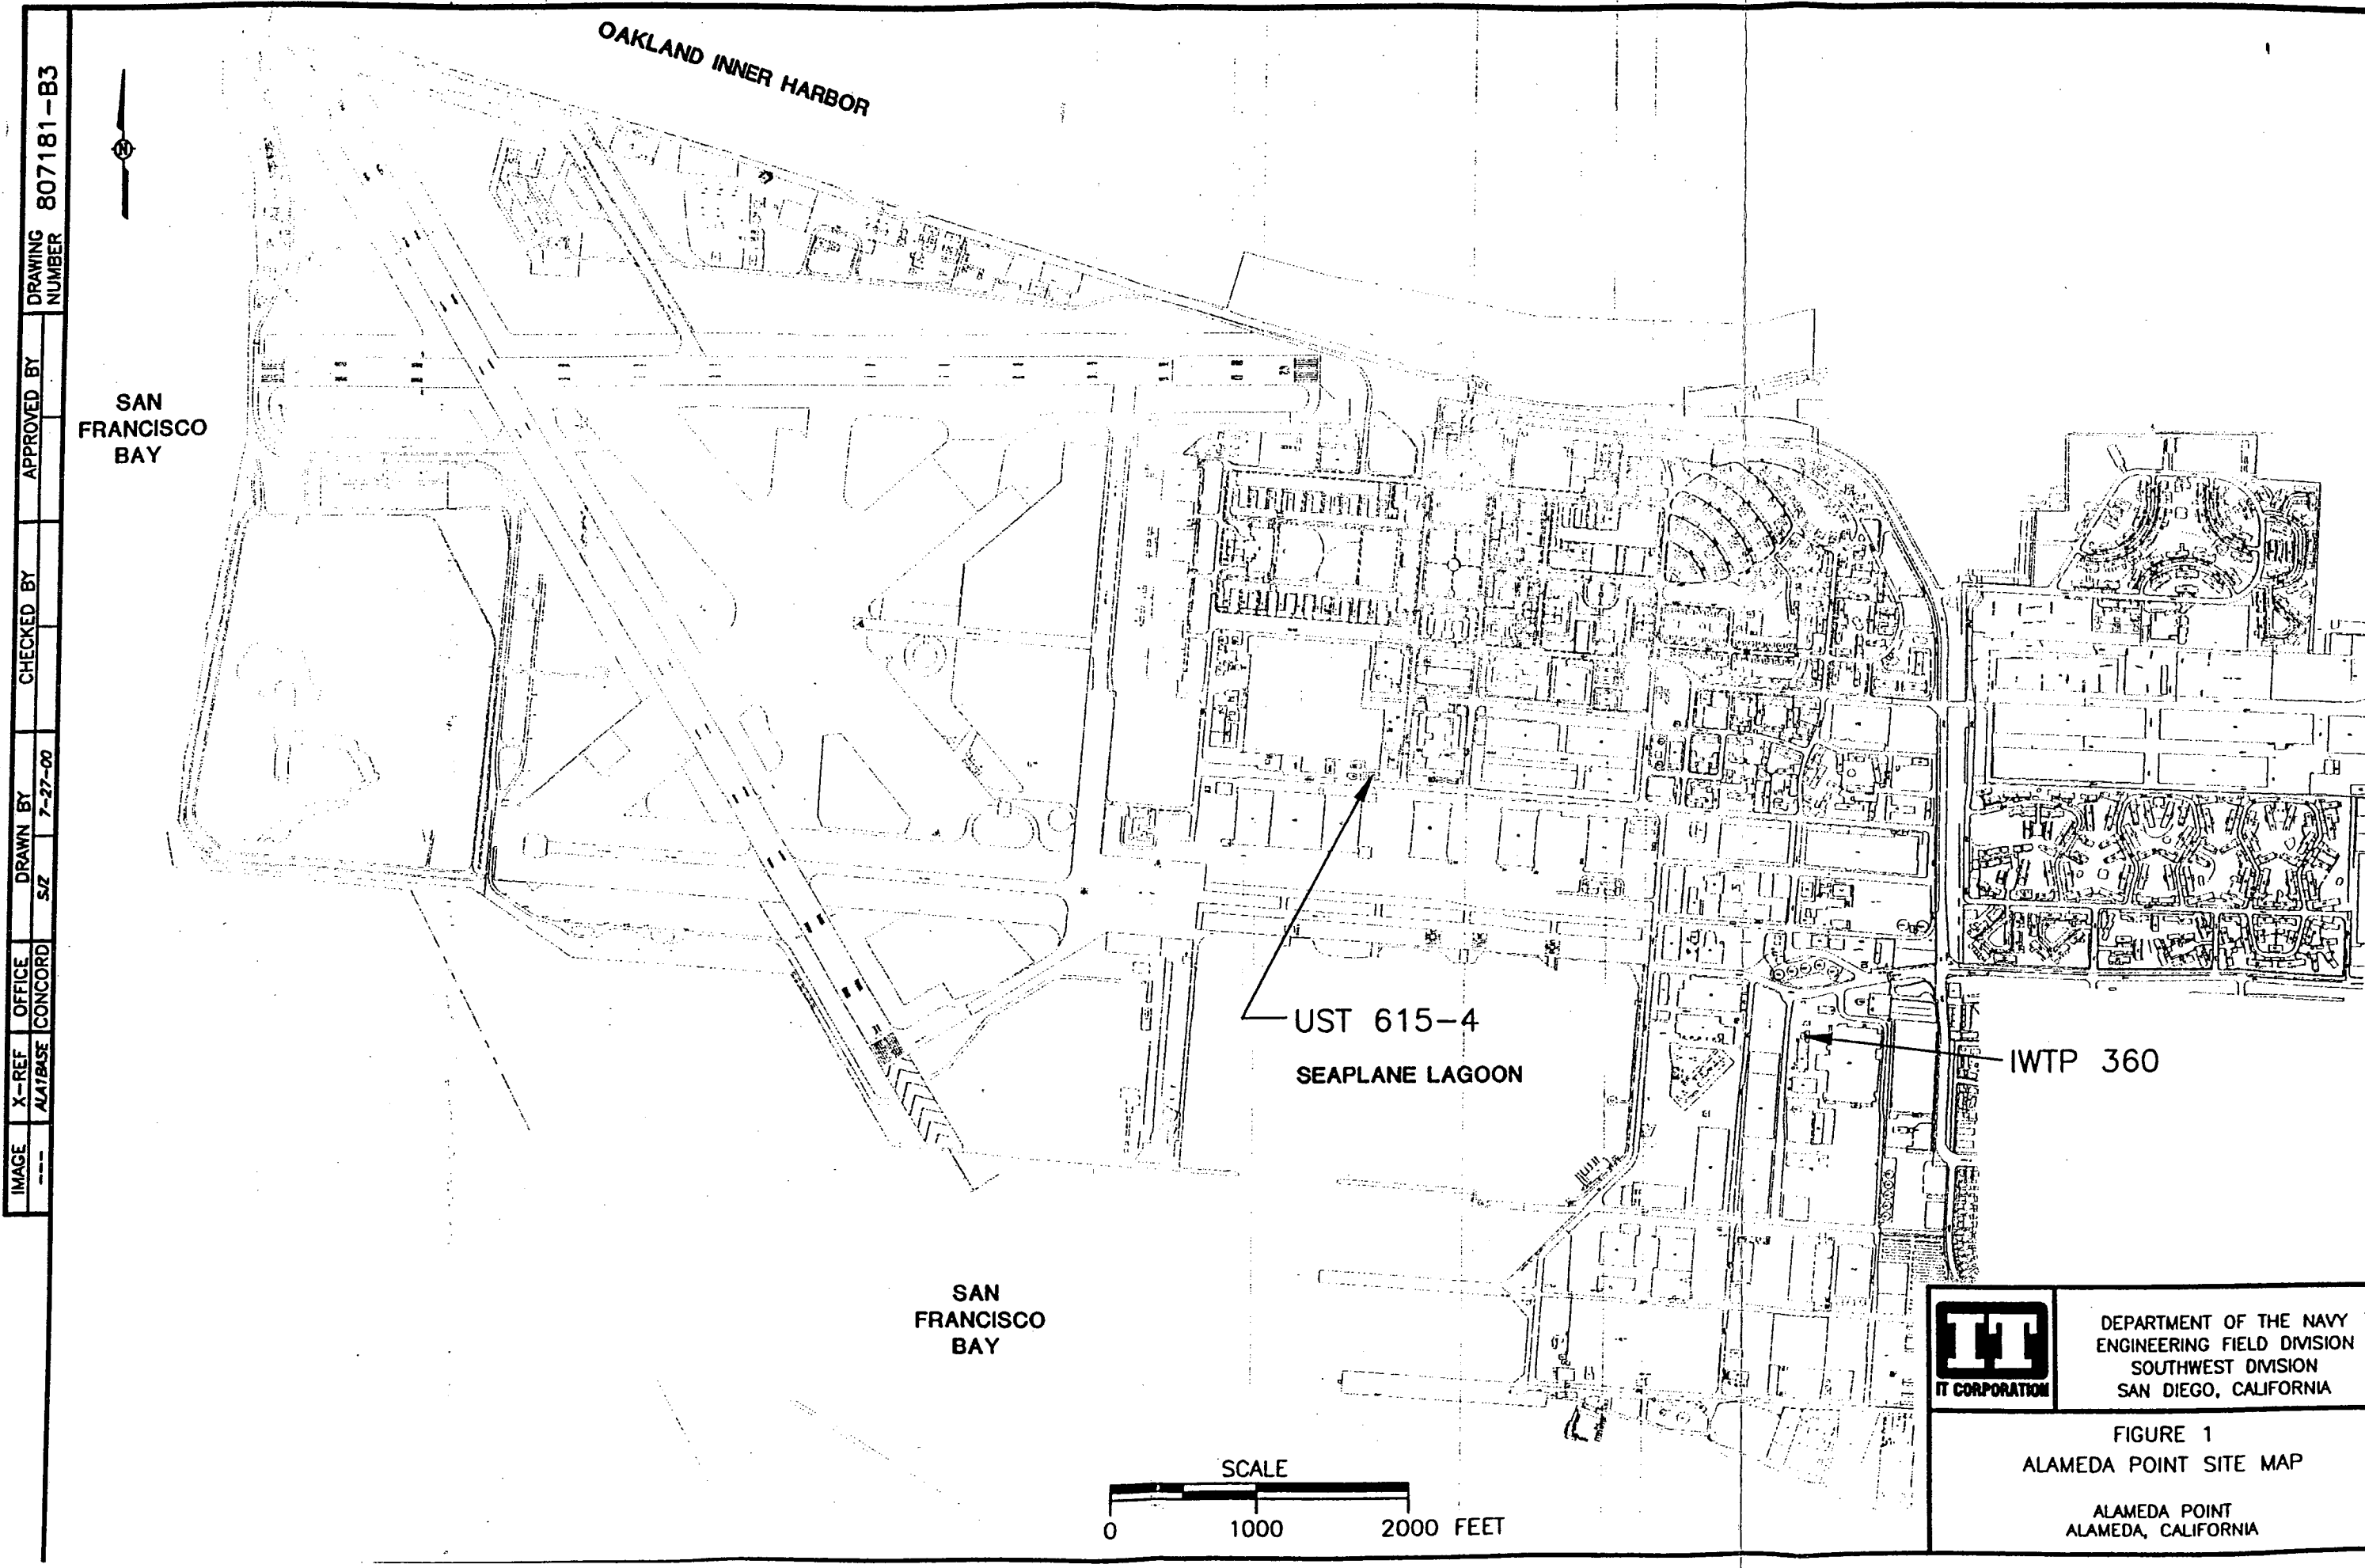 OAKLAND INNER HARBOR
N
SAN
FRANCISCO
BAY
UST 615-4
SEAPLANE LAGOON
IWTP 360
SAN
FRANCISCO
BAY
SCALE
0 1000 2000 FEET
IMAGE
---
X-REF
ALA1BASE
OFFICE
CONCORD
DRAWN BY
SJZ 7-27-00
CHECKED BY
APPROVED BY
DRAWING
NUMBER
807181-B3
IT
IT CORPORATION
DEPARTMENT OF THE NAVY
ENGINEERING FIELD DIVISION
SOUTHWEST DIVISION
SAN DIEGO, CALIFORNIA
FIGURE 1
ALAMEDA POINT SITE MAP
ALAMEDA POINT
ALAMEDA, CALIFORNIA